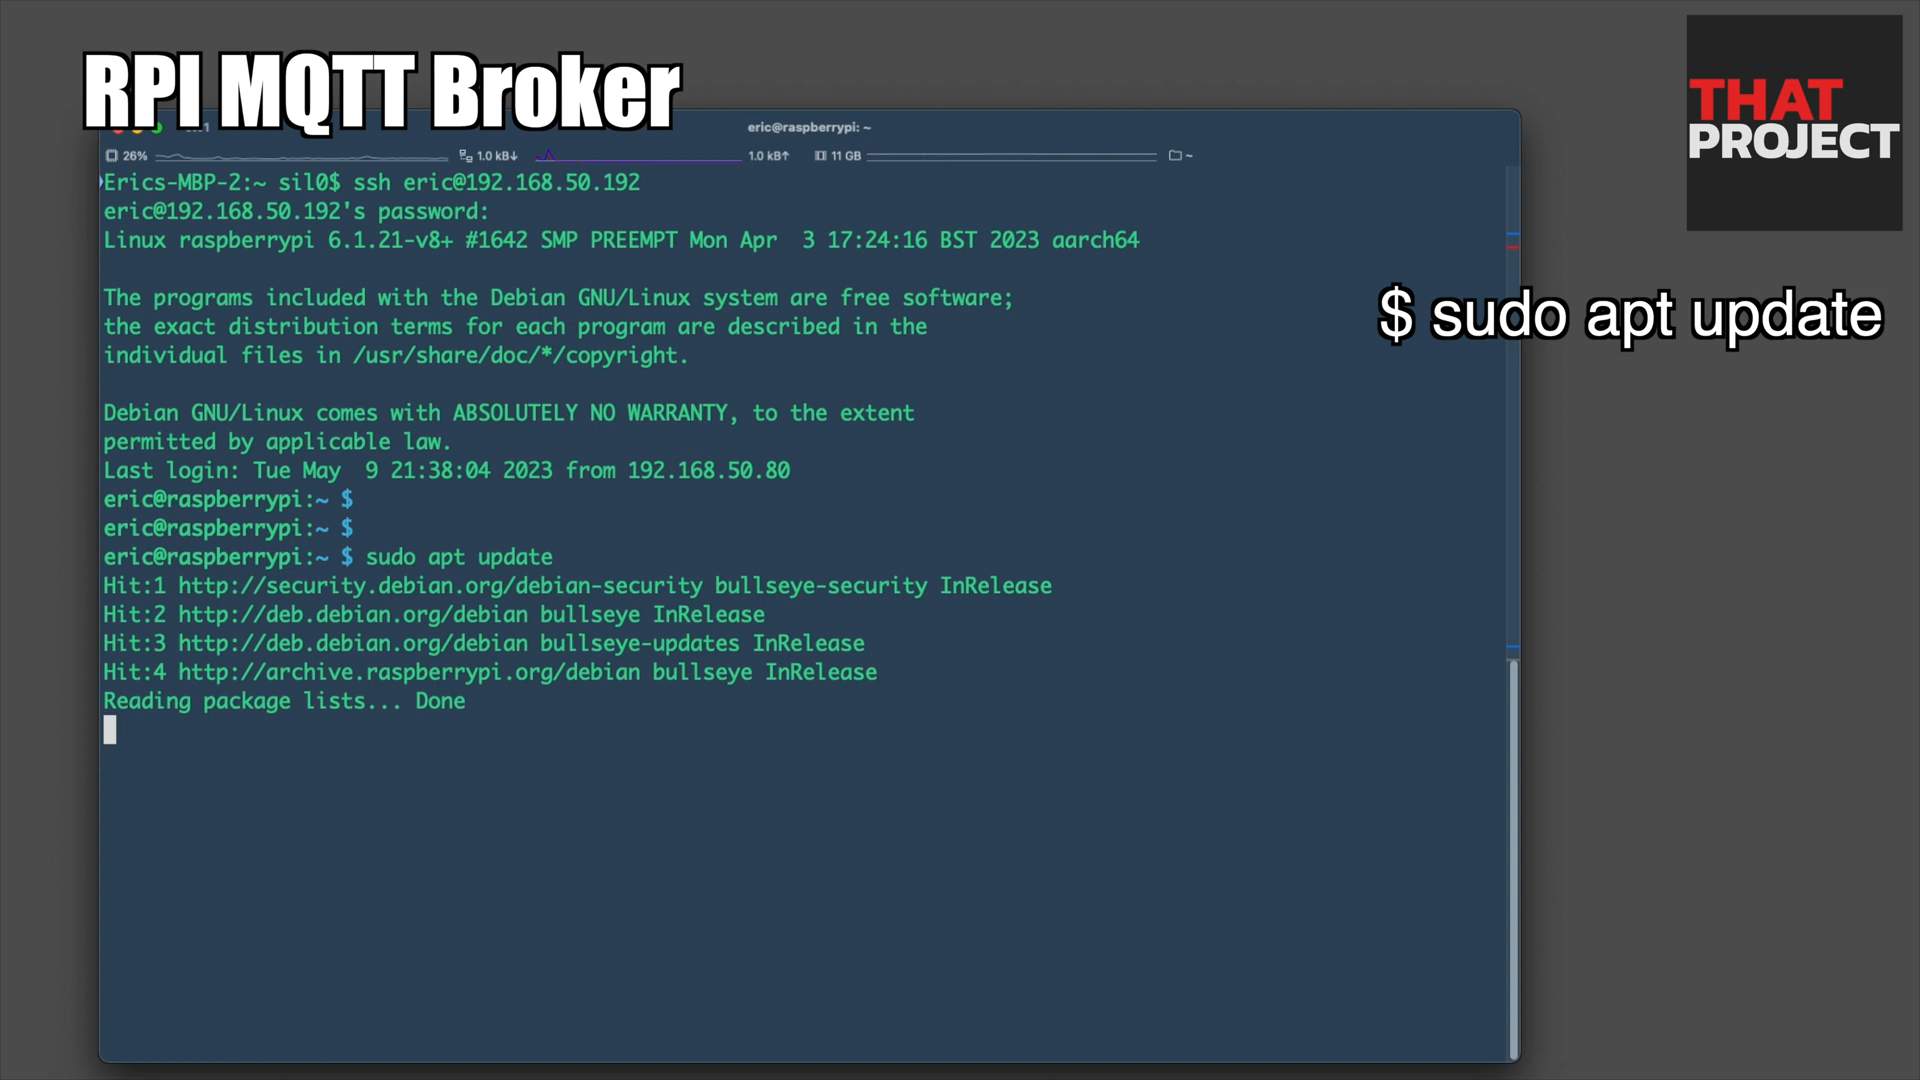 RPI MQTT Broker
THAT
PROJECT
eric@raspberrypi: ~
26%
1.0 kB↓
1.0 kB↑
11 GB
~
Erics-MBP-2:~ sil0$ ssh eric@192.168.50.192
eric@192.168.50.192's password:
Linux raspberrypi 6.1.21-v8+ #1642 SMP PREEMPT Mon Apr  3 17:24:16 BST 2023 aarch64
The programs included with the Debian GNU/Linux system are free software;
the exact distribution terms for each program are described in the
individual files in /usr/share/doc/*/copyright.
Debian GNU/Linux comes with ABSOLUTELY NO WARRANTY, to the extent
permitted by applicable law.
Last login: Tue May  9 21:38:04 2023 from 192.168.50.80
eric@raspberrypi:~ $
eric@raspberrypi:~ $
eric@raspberrypi:~ $ sudo apt update
Hit:1 http://security.debian.org/debian-security bullseye-security InRelease
Hit:2 http://deb.debian.org/debian bullseye InRelease
Hit:3 http://deb.debian.org/debian bullseye-updates InRelease
Hit:4 http://archive.raspberrypi.org/debian bullseye InRelease
Reading package lists... Done
$ sudo apt update